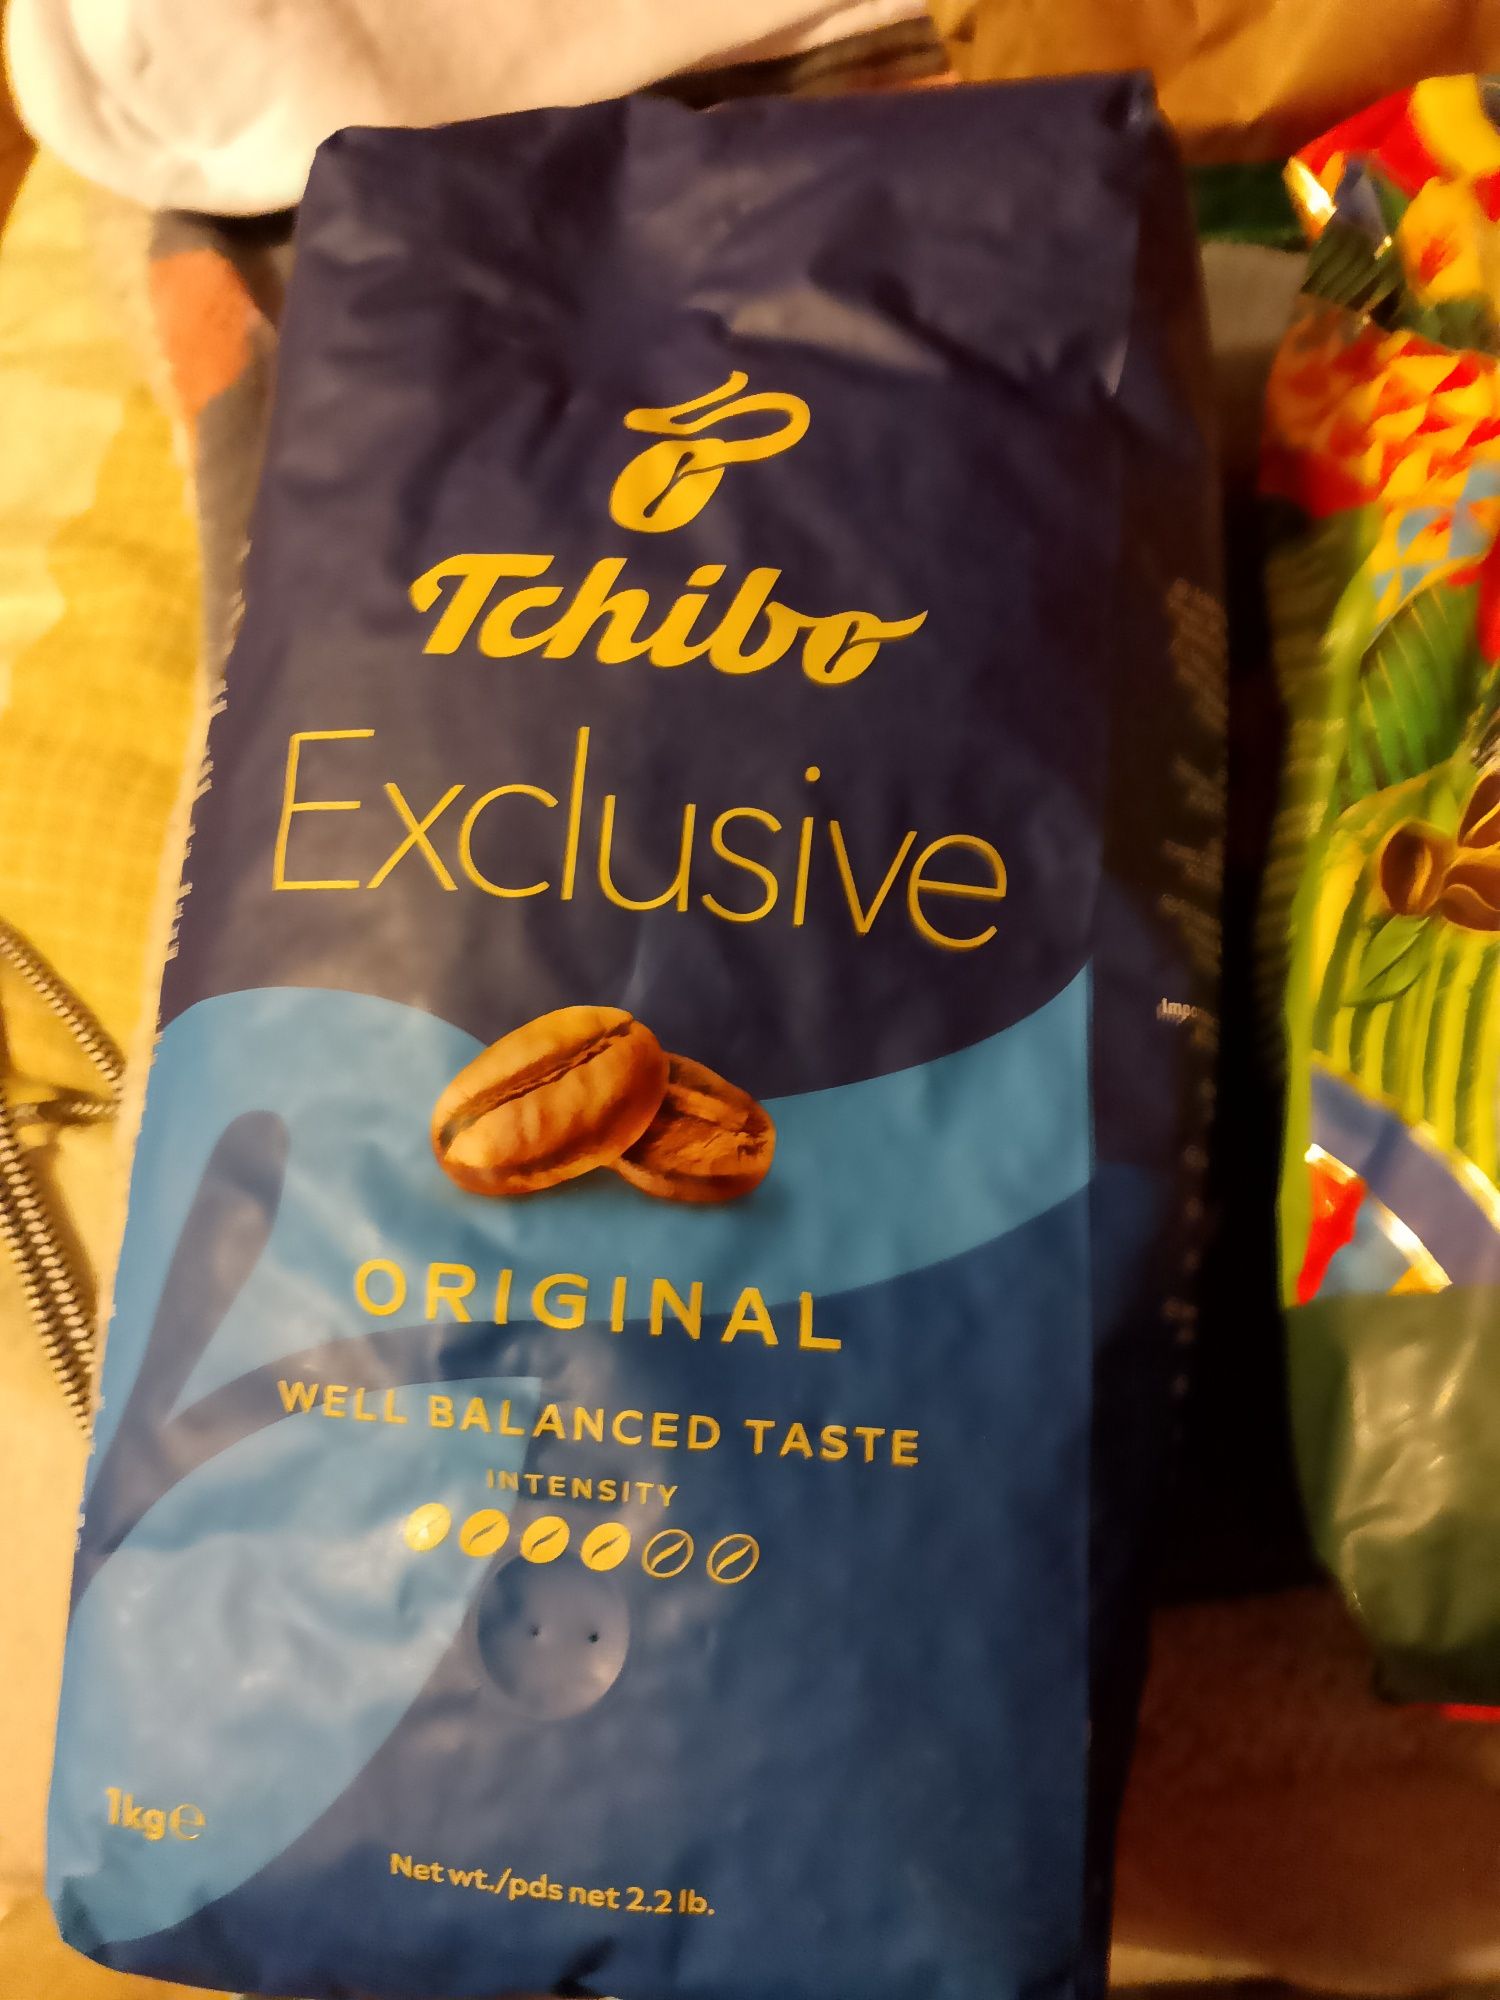 Tchibo
Exclusive
ORIGINAL
WELL BALANCED TASTE
INTENSITY
1kg℮
Net wt./pds net 2.2 lb.